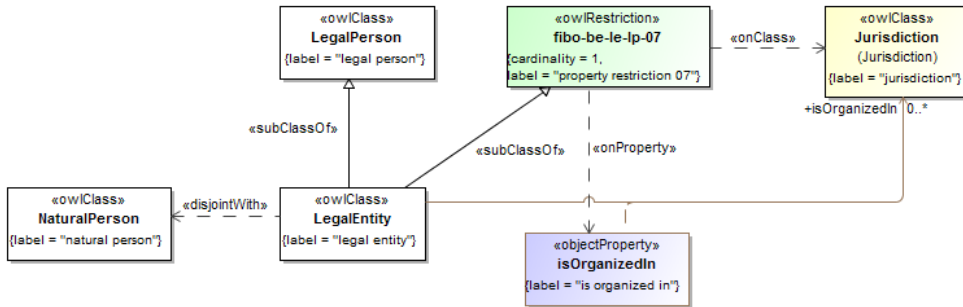 «owlClass»
LegalPerson
{label = "legal person"}
«owlRestriction»
fibo-be-le-lp-07
{cardinality = 1,
label = "property restriction 07"}
«onClass»
«owlClass»
Jurisdiction
(Jurisdiction)
{label = "jurisdiction"}
+isOrganizedIn 0..*
«subClassOf»
«subClassOf»
«onProperty»
«owlClass»
NaturalPerson
{label = "natural person"}
«disjointWith»
«owlClass»
LegalEntity
{label = "legal entity"}
«objectProperty»
isOrganizedIn
{label = "is organized in"}